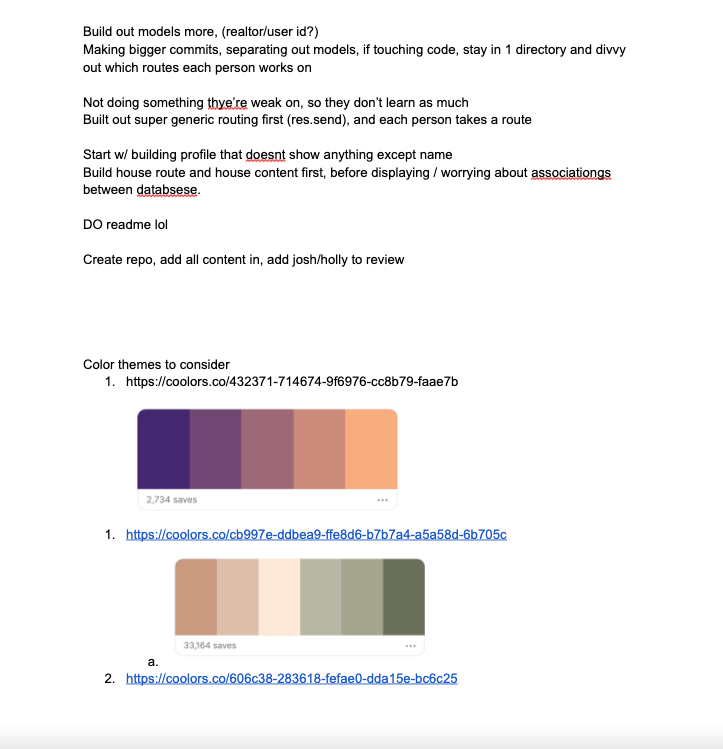 Build out models more, (realtor/user id?)
Making bigger commits, separating out models, if touching code, stay in 1 directory and divvy
out which routes each person works on
Not doing something thye're weak on, so they don't learn as much
Built out super generic routing first (res.send), and each person takes a route
Start w/ building profile that doesnt show anything except name
Build house route and house content first, before displaying / worrying about associationgs
between databsese.
DO readme lol
Create repo, add all content in, add josh/holly to review
Color themes to consider
1. https://coolors.co/432371-714674-9f6976-cc8b79-faae7b
2,734 saves
1. https://coolors.co/cb997e-ddbea9-ffe8d6-b7b7a4-a5a58d-6b705c
33,164 saves
a.
2. https://coolors.co/606c38-283618-fefae0-dda15e-bc6c25